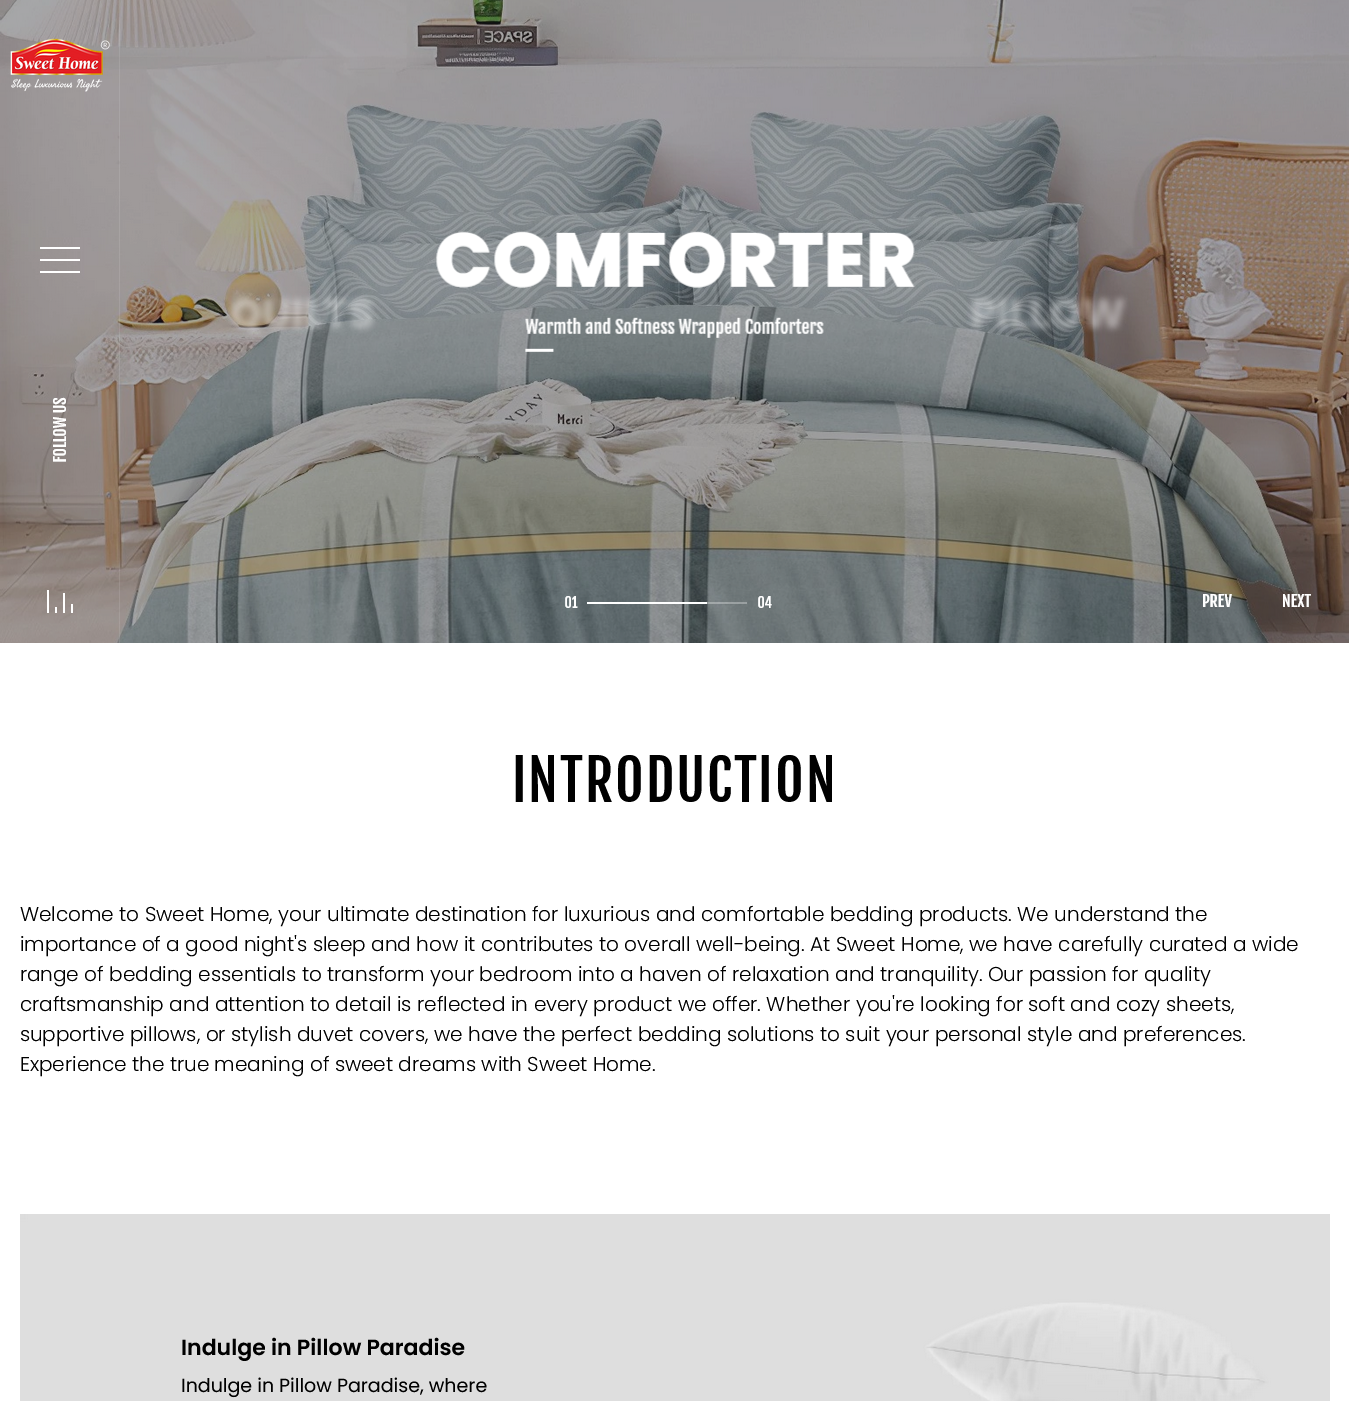 SPACE
Sweet Home
®
Sleep Luxurious Night
COMFORTER
QUILTS
PILLOW
Warmth and Softness Wrapped Comforters
YDAY
Merci
FOLLOW US
01
04
PREV
NEXT
INTRODUCTION
Welcome to Sweet Home, your ultimate destination for luxurious and comfortable bedding products. We understand the
importance of a good night's sleep and how it contributes to overall well-being. At Sweet Home, we have carefully curated a wide
range of bedding essentials to transform your bedroom into a haven of relaxation and tranquility. Our passion for quality
craftsmanship and attention to detail is reflected in every product we offer. Whether you're looking for soft and cozy sheets,
supportive pillows, or stylish duvet covers, we have the perfect bedding solutions to suit your personal style and preferences.
Experience the true meaning of sweet dreams with Sweet Home.
Indulge in Pillow Paradise
Indulge in Pillow Paradise, where